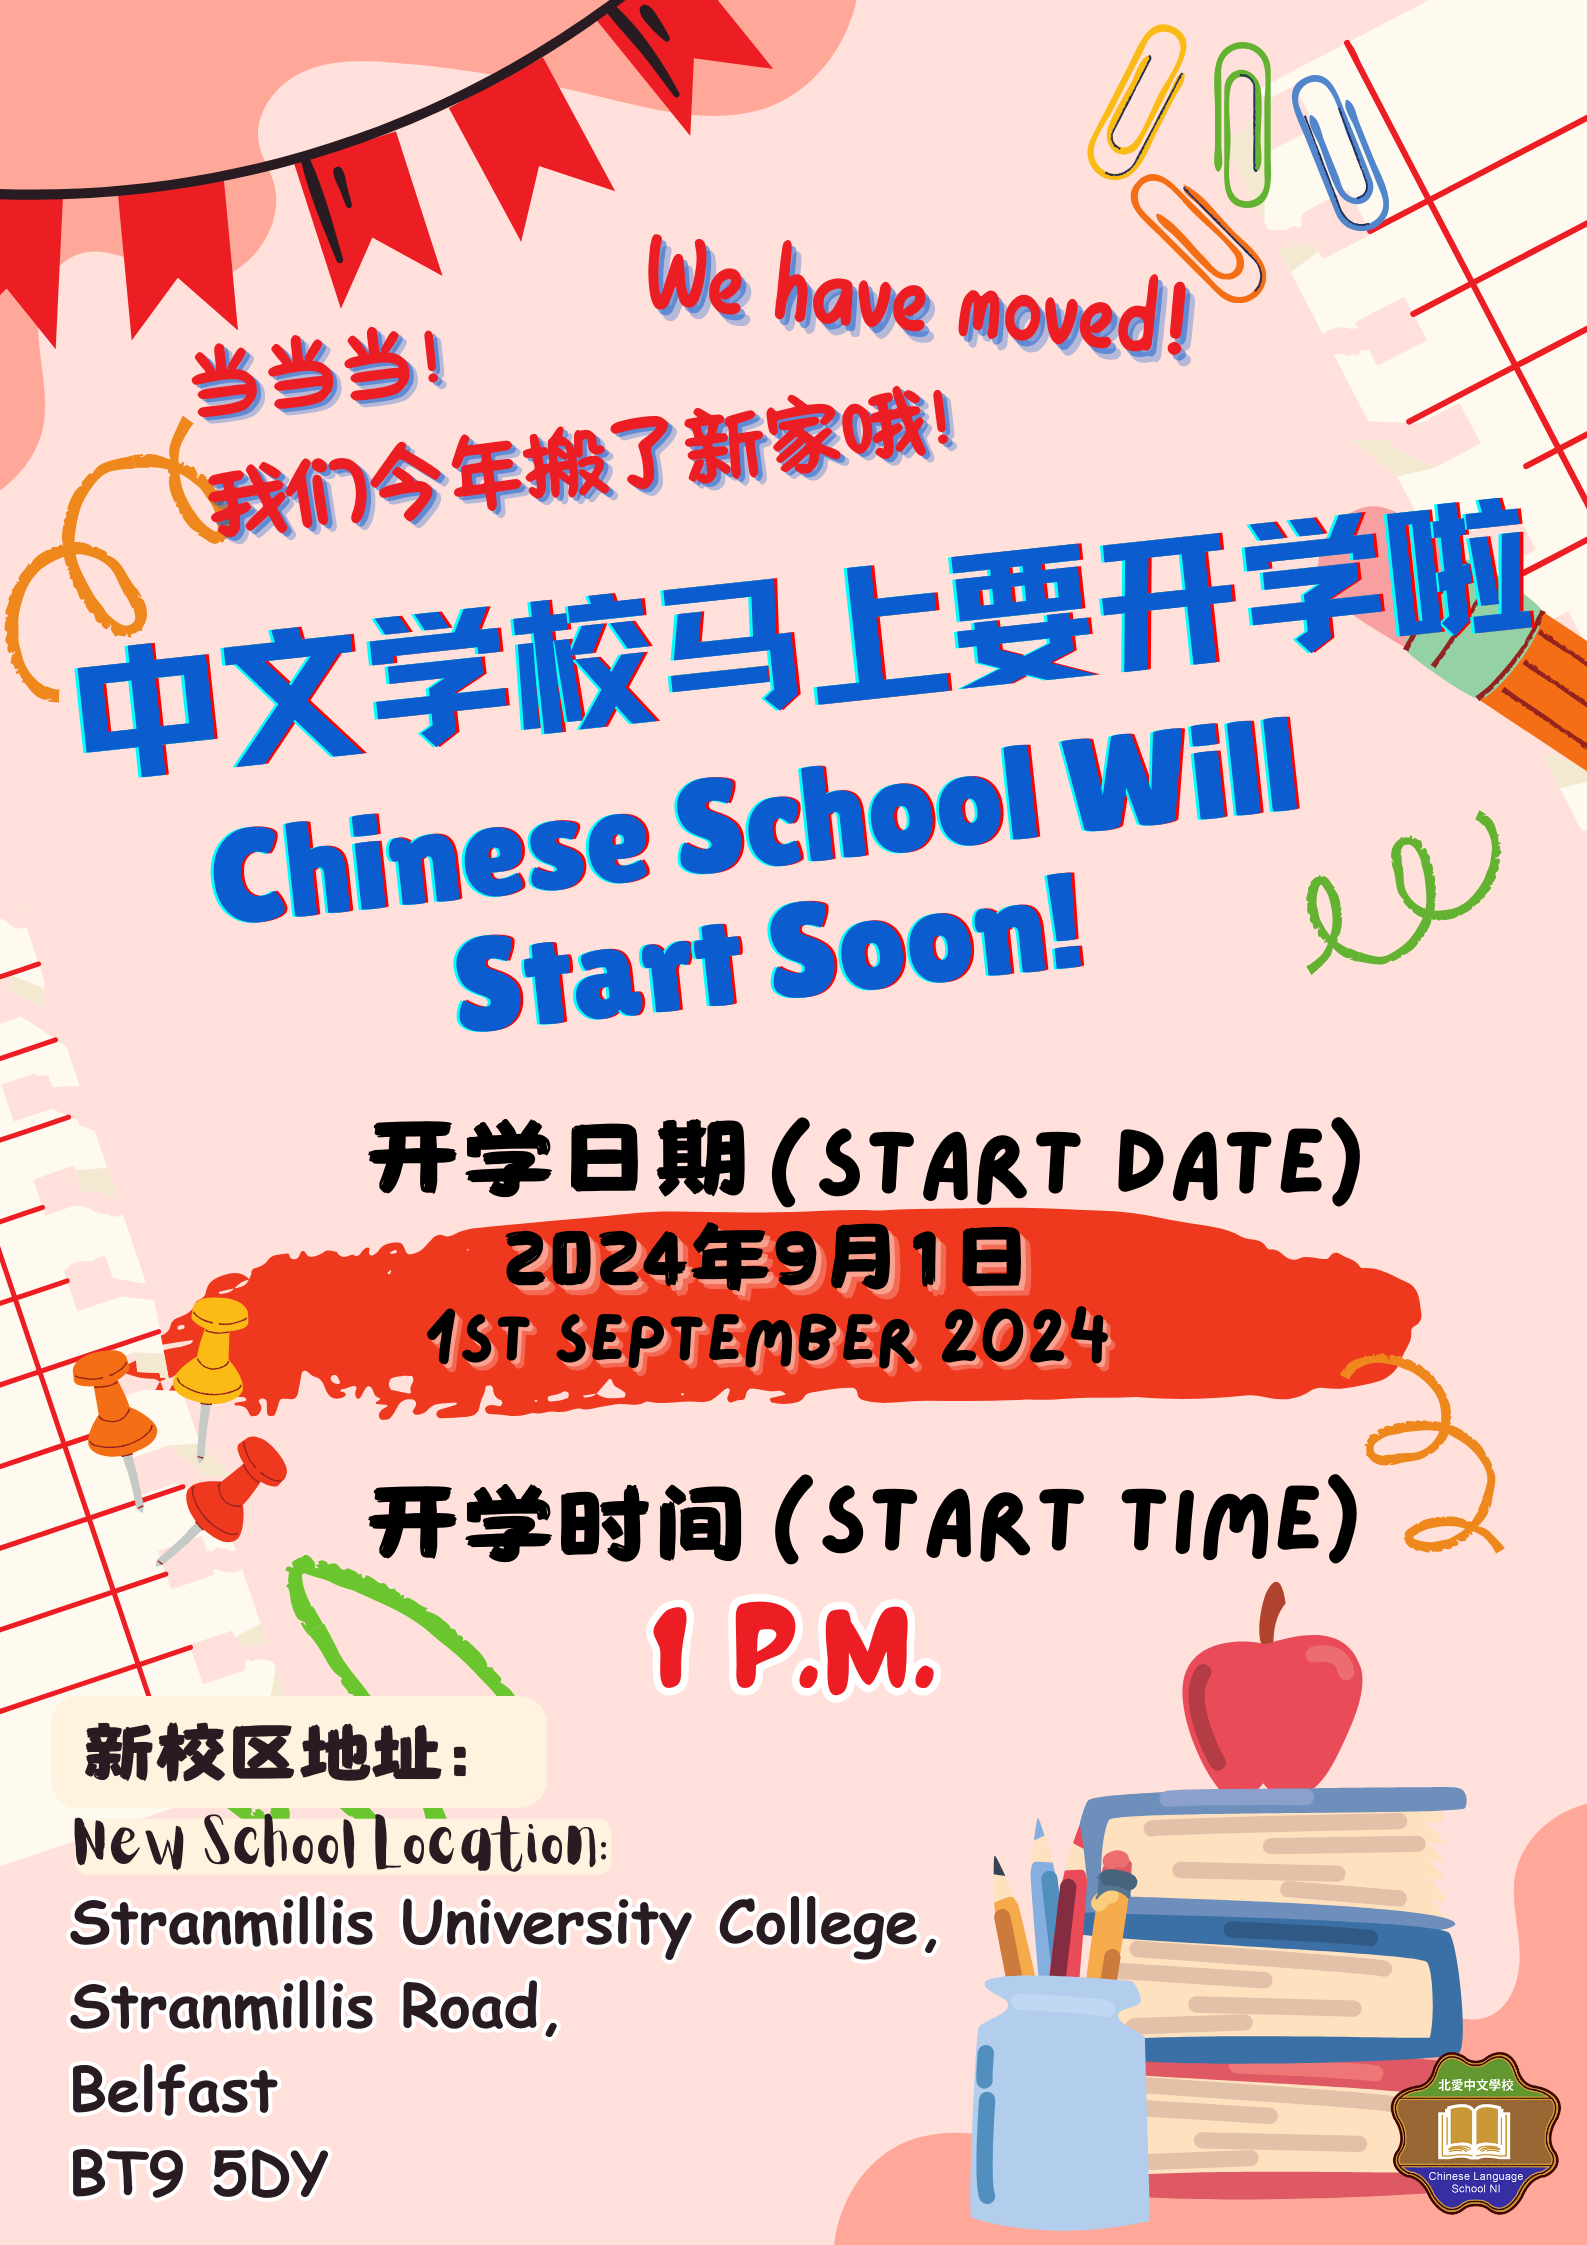 We have moved!
当当当！
我们今年搬了新家哦！
中文学校马上要开学啦
Chinese School Will
Start Soon!
开学日期 (START DATE)
2024年9月1日
1ST SEPTEMBER 2024
开学时间 (START TIME)
1 P.M.
新校区地址：
New School Location:
Stranmillis University College,
Stranmillis Road,
Belfast
BT9 5DY
北愛中文學校
Chinese Language
School NI